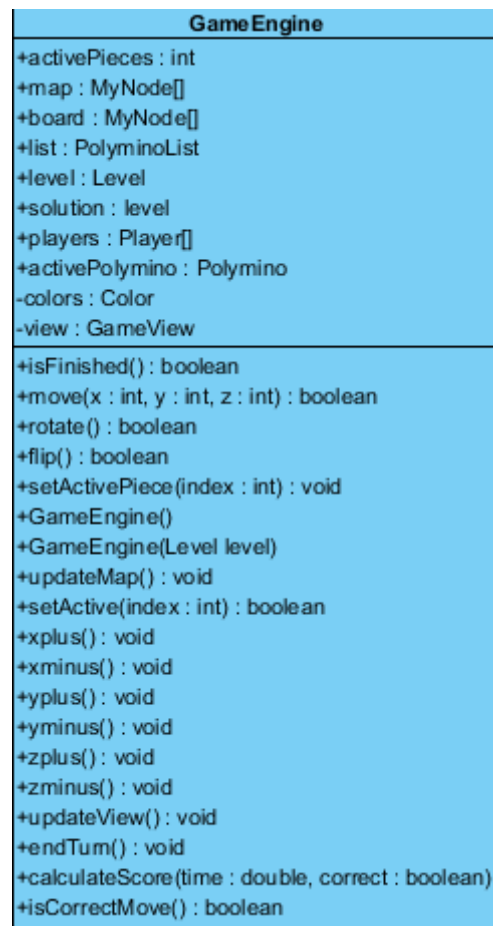 GameEngine
+activePieces : int
+map : MyNode[]
+board : MyNode[]
+list : PolyminoList
+level : Level
+solution : level
+players : Player[]
+activePolymino : Polymino
-colors : Color
-view : GameView
+isFinished() : boolean
+move(x : int, y : int, z : int) : boolean
+rotate() : boolean
+flip() : boolean
+setActivePiece(index : int) : void
+GameEngine()
+GameEngine(Level level)
+updateMap() : void
+setActive(index : int) : boolean
+xplus() : void
+xminus() : void
+yplus() : void
+yminus() : void
+zplus() : void
+zminus() : void
+updateView() : void
+endTurn() : void
+calculateScore(time : double, correct : boolean)
+isCorrectMove() : boolean